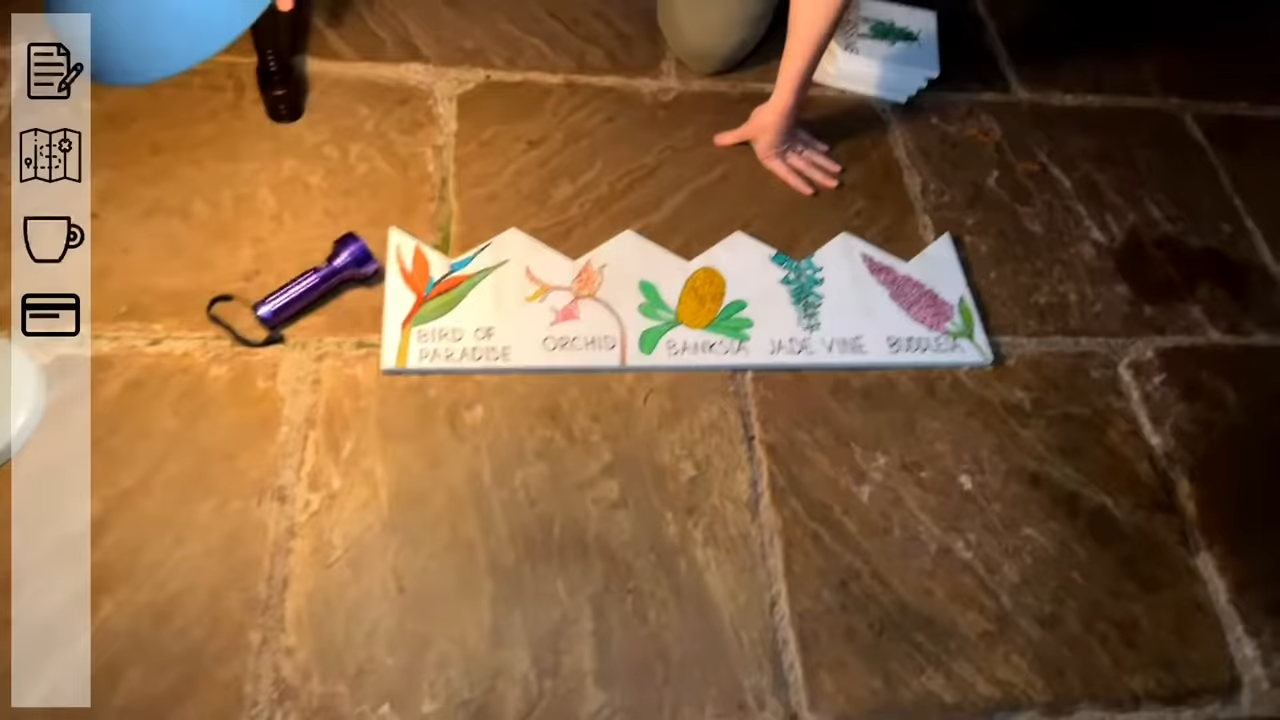 BIRD OF
PARADISE
ORCHID
BANKSIA
JADE VINE
BUDDLEIA